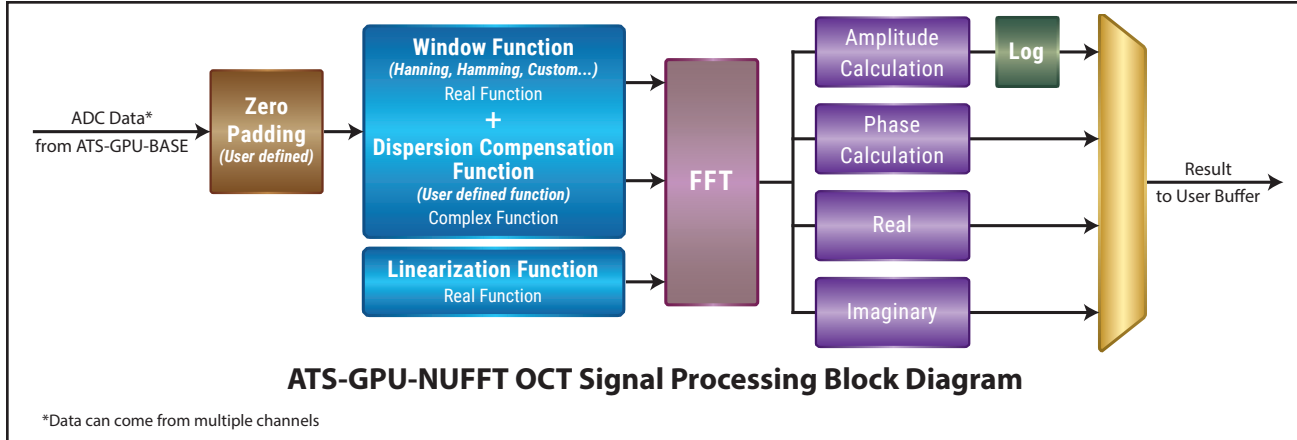 ADC Data*
from ATS-GPU-BASE
Zero
Padding
(User defined)
Window Function
(Hanning, Hamming, Custom...)
Real Function
+
Dispersion Compensation
Function
(User defined function)
Complex Function
Linearization Function
Real Function
FFT
Amplitude
Calculation
Log
Phase
Calculation
Real
Imaginary
Result
to User Buffer
ATS-GPU-NUFFT OCT Signal Processing Block Diagram
*Data can come from multiple channels